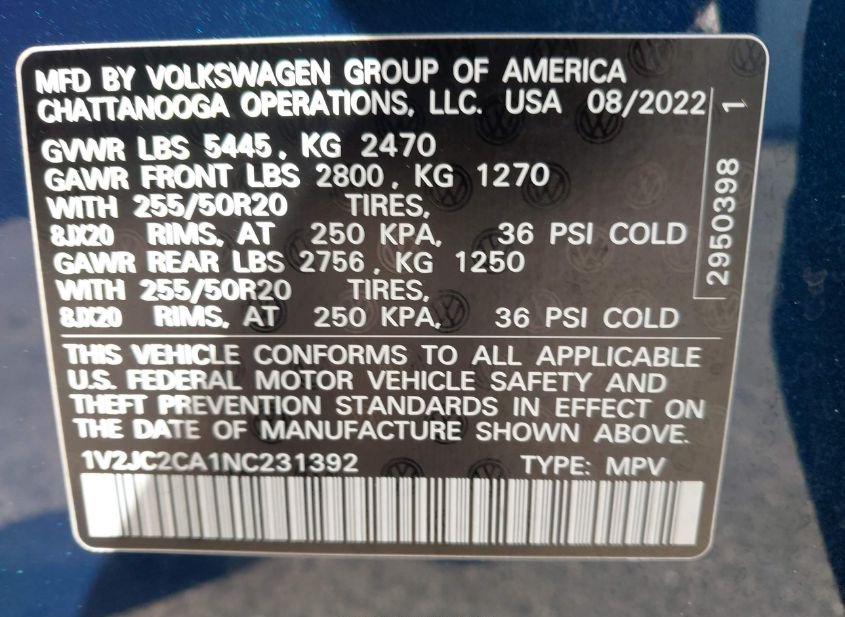 MFD BY VOLKSWAGEN GROUP OF AMERICA
CHATTANOOGA OPERATIONS, LLC. USA 08/2022
GVWR LBS 5445, KG 2470
GAWR FRONT LBS 2800, KG 1270
WITH 255/50R20 TIRES,
8JX20 RIMS, AT 250 KPA, 36 PSI COLD
GAWR REAR LBS 2756, KG 1250
WITH 255/50R20 TIRES,
8JX20 RIMS, AT 250 KPA, 36 PSI COLD
THIS VEHICLE CONFORMS TO ALL APPLICABLE
U.S. FEDERAL MOTOR VEHICLE SAFETY AND
THEFT PREVENTION STANDARDS IN EFFECT ON
THE DATE OF MANUFACTURE SHOWN ABOVE.
1V2JC2CA1NC231392 TYPE: MPV
2950398 1